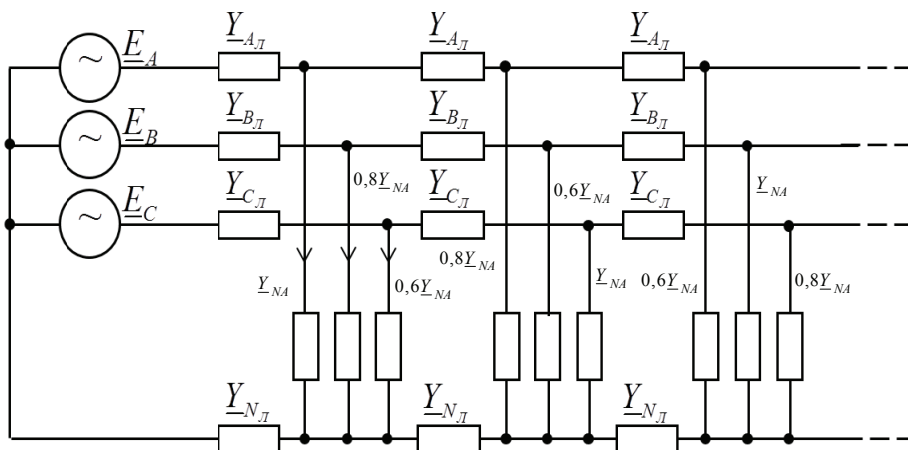 ~ E_A Y_Aл Y_Aл Y_Aл
~ E_B Y_Bл Y_Bл Y_Bл
0,8Y_NA 0,6Y_NA Y_NA
~ E_C Y_Cл Y_Cл Y_Cл
Y_NA 0,6Y_NA 0,8Y_NA Y_NA 0,6Y_NA 0,8Y_NA
Y_Nл Y_Nл Y_Nл